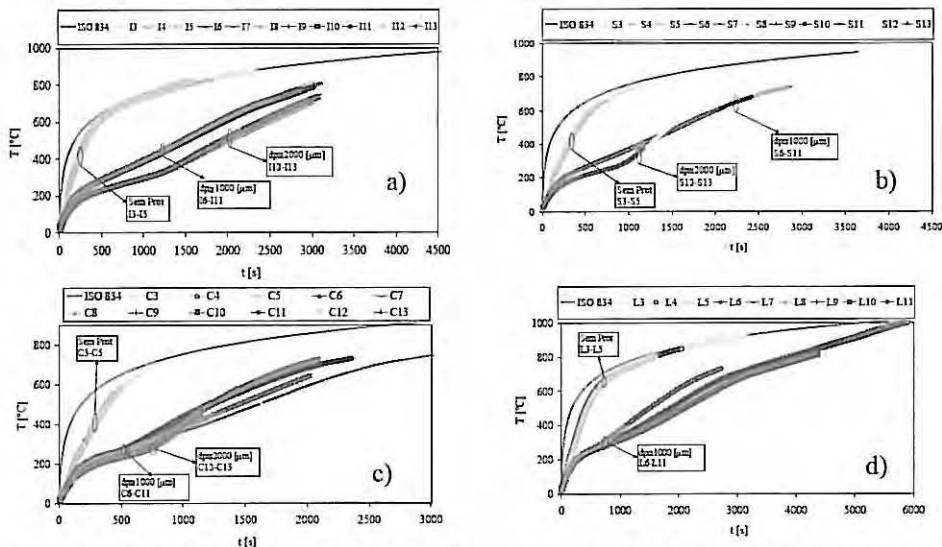 ISO 834 I3 I4 I5 I6 I7 I8 I9 I10 I11 I12 I13
1000
800
600
400
200
0
T [°C]
Sem Prot
I3-I5
dpm1000 [µm]
I6-I11
dpm2000 [µm]
I12-I13
a)
0 500 1000 1500 2000 2500 3000 3500 4000 4500
t [s]
ISO 834 S3 S4 S5 S6 S7 S8 S9 S10 S11 S12 S13
1000
800
600
400
200
0
T [°C]
Sem Prot
S3-S5
dpm2000 [µm]
S12-S13
dpm1000 [µm]
S6-S11
b)
0 500 1000 1500 2000 2500 3000 3500 4000 4500
t [s]
ISO 834 C3 C4 C5 C6 C7
C8 C9 C10 C11 C12 C13
800
600
400
200
0
T [°C]
Sem Prot
C3-C5
dpm1000 [µm]
C6-C11
dpm2000 [µm]
C12-C13
c)
0 500 1000 1500 2000 2500 3000
t [s]
ISO 834 L3 L4 L5 L6 L7 L8 L9 L10 L11
1000
800
600
400
200
0
T [°C]
Sem Prot
L3-L5
dpm1000 [µm]
L6-L11
d)
0 1000 2000 3000 4000 5000 6000
t [s]